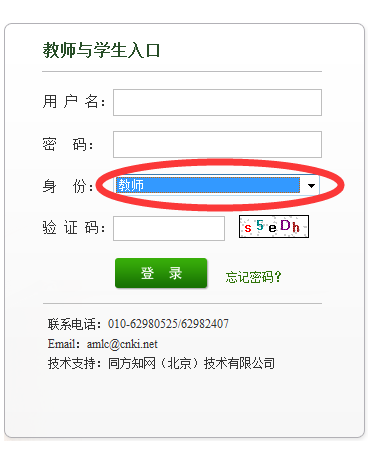 教师与学生入口
用 户 名：
密　码：
身　份： 教师
验 证 码： s5eDh
登 录 忘记密码？
联系电话：010-62980525/62982407
Email：amlc@cnki.net
技术支持：同方知网（北京）技术有限公司